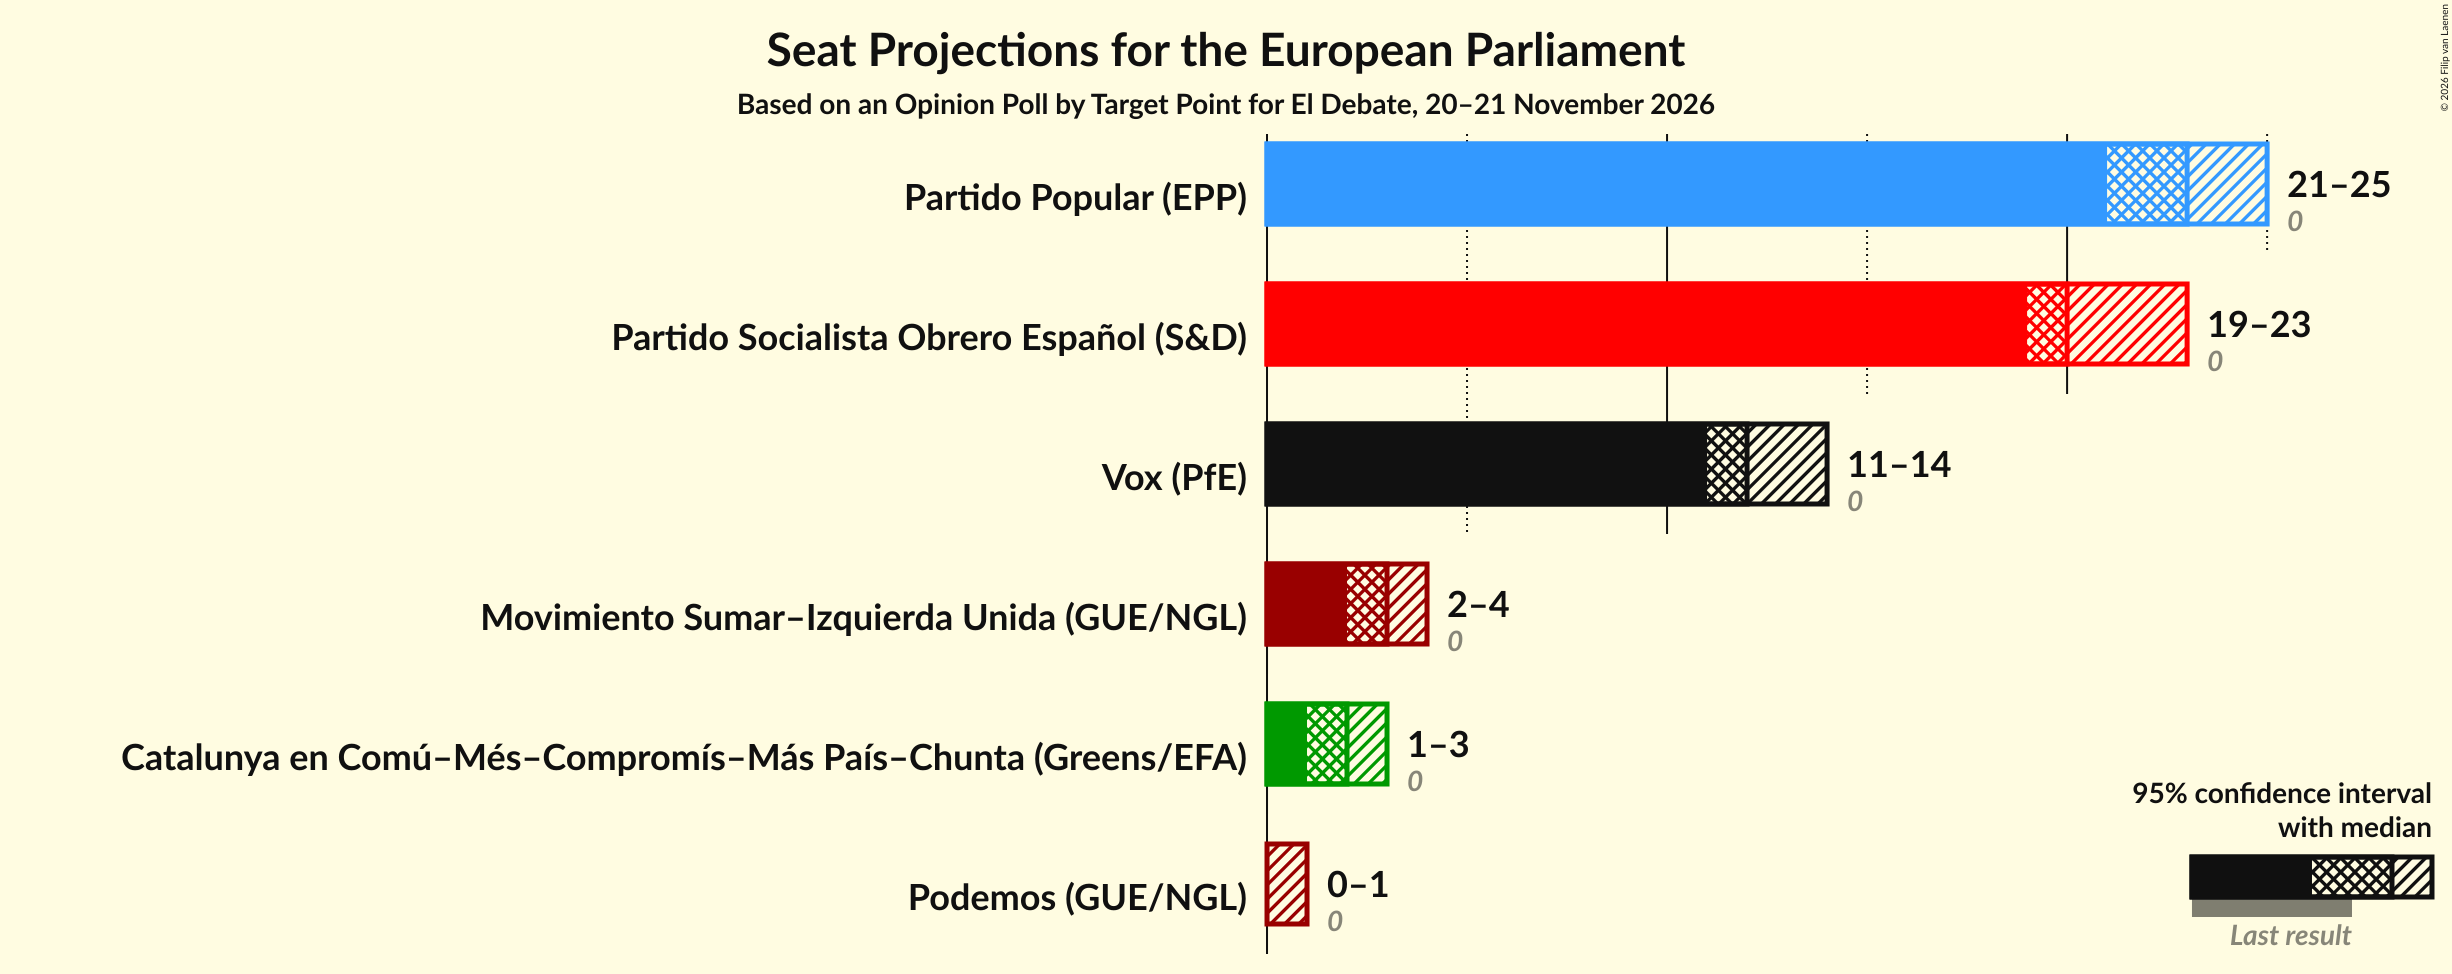 Seat Projections for the European Parliament
Based on an Opinion Poll by Target Point for El Debate, 20–21 November 2026
© 2026 Filip van Laenen
Partido Popular (EPP)
21–25
0
Partido Socialista Obrero Español (S&D)
19–23
0
Vox (PfE)
11–14
0
Movimiento Sumar–Izquierda Unida (GUE/NGL)
2–4
0
Catalunya en Comú–Més–Compromís–Más País–Chunta (Greens/EFA)
1–3
0
Podemos (GUE/NGL)
0–1
0
95% confidence interval
with median
Last result